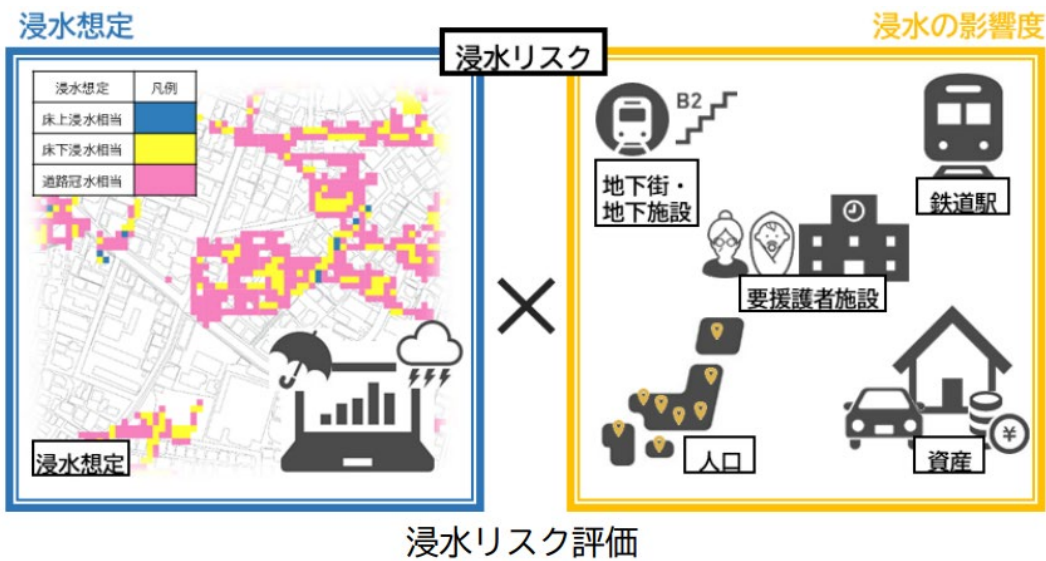 浸水想定
浸水の影響度
浸水リスク
浸水想定 凡例
床上浸水相当
床下浸水相当
道路冠水相当
浸水想定
B2
地下街・
地下施設
鉄道駅
要援護者施設
人口
¥
資産
浸水リスク評価